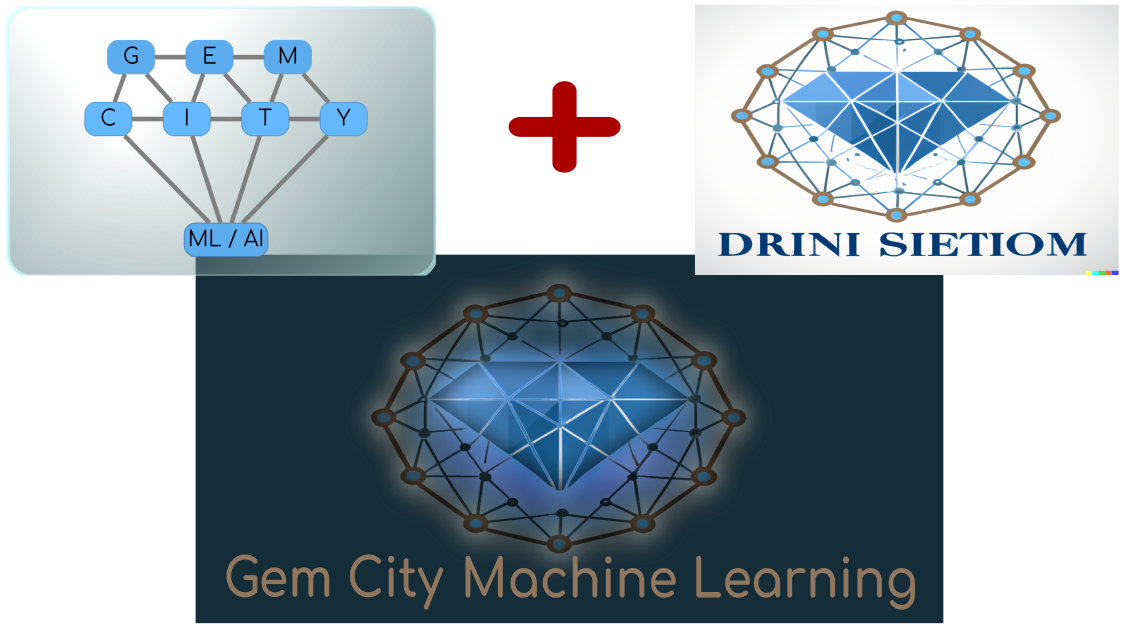 G E M
C I T Y
ML / AI
DRINI SIETIOM
Gem City Machine Learning